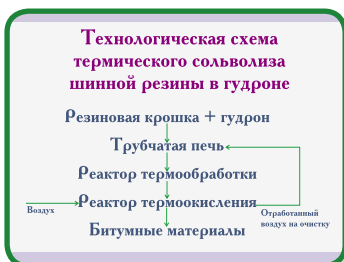 Технологическая схема
термического сольволиза
шинной резины в гудроне
Резиновая крошка + гудрон
Трубчатая печь
Реактор термообработки
Воздух
Реактор термоокисления
Отработанный
воздух на очистку
Битумные материалы